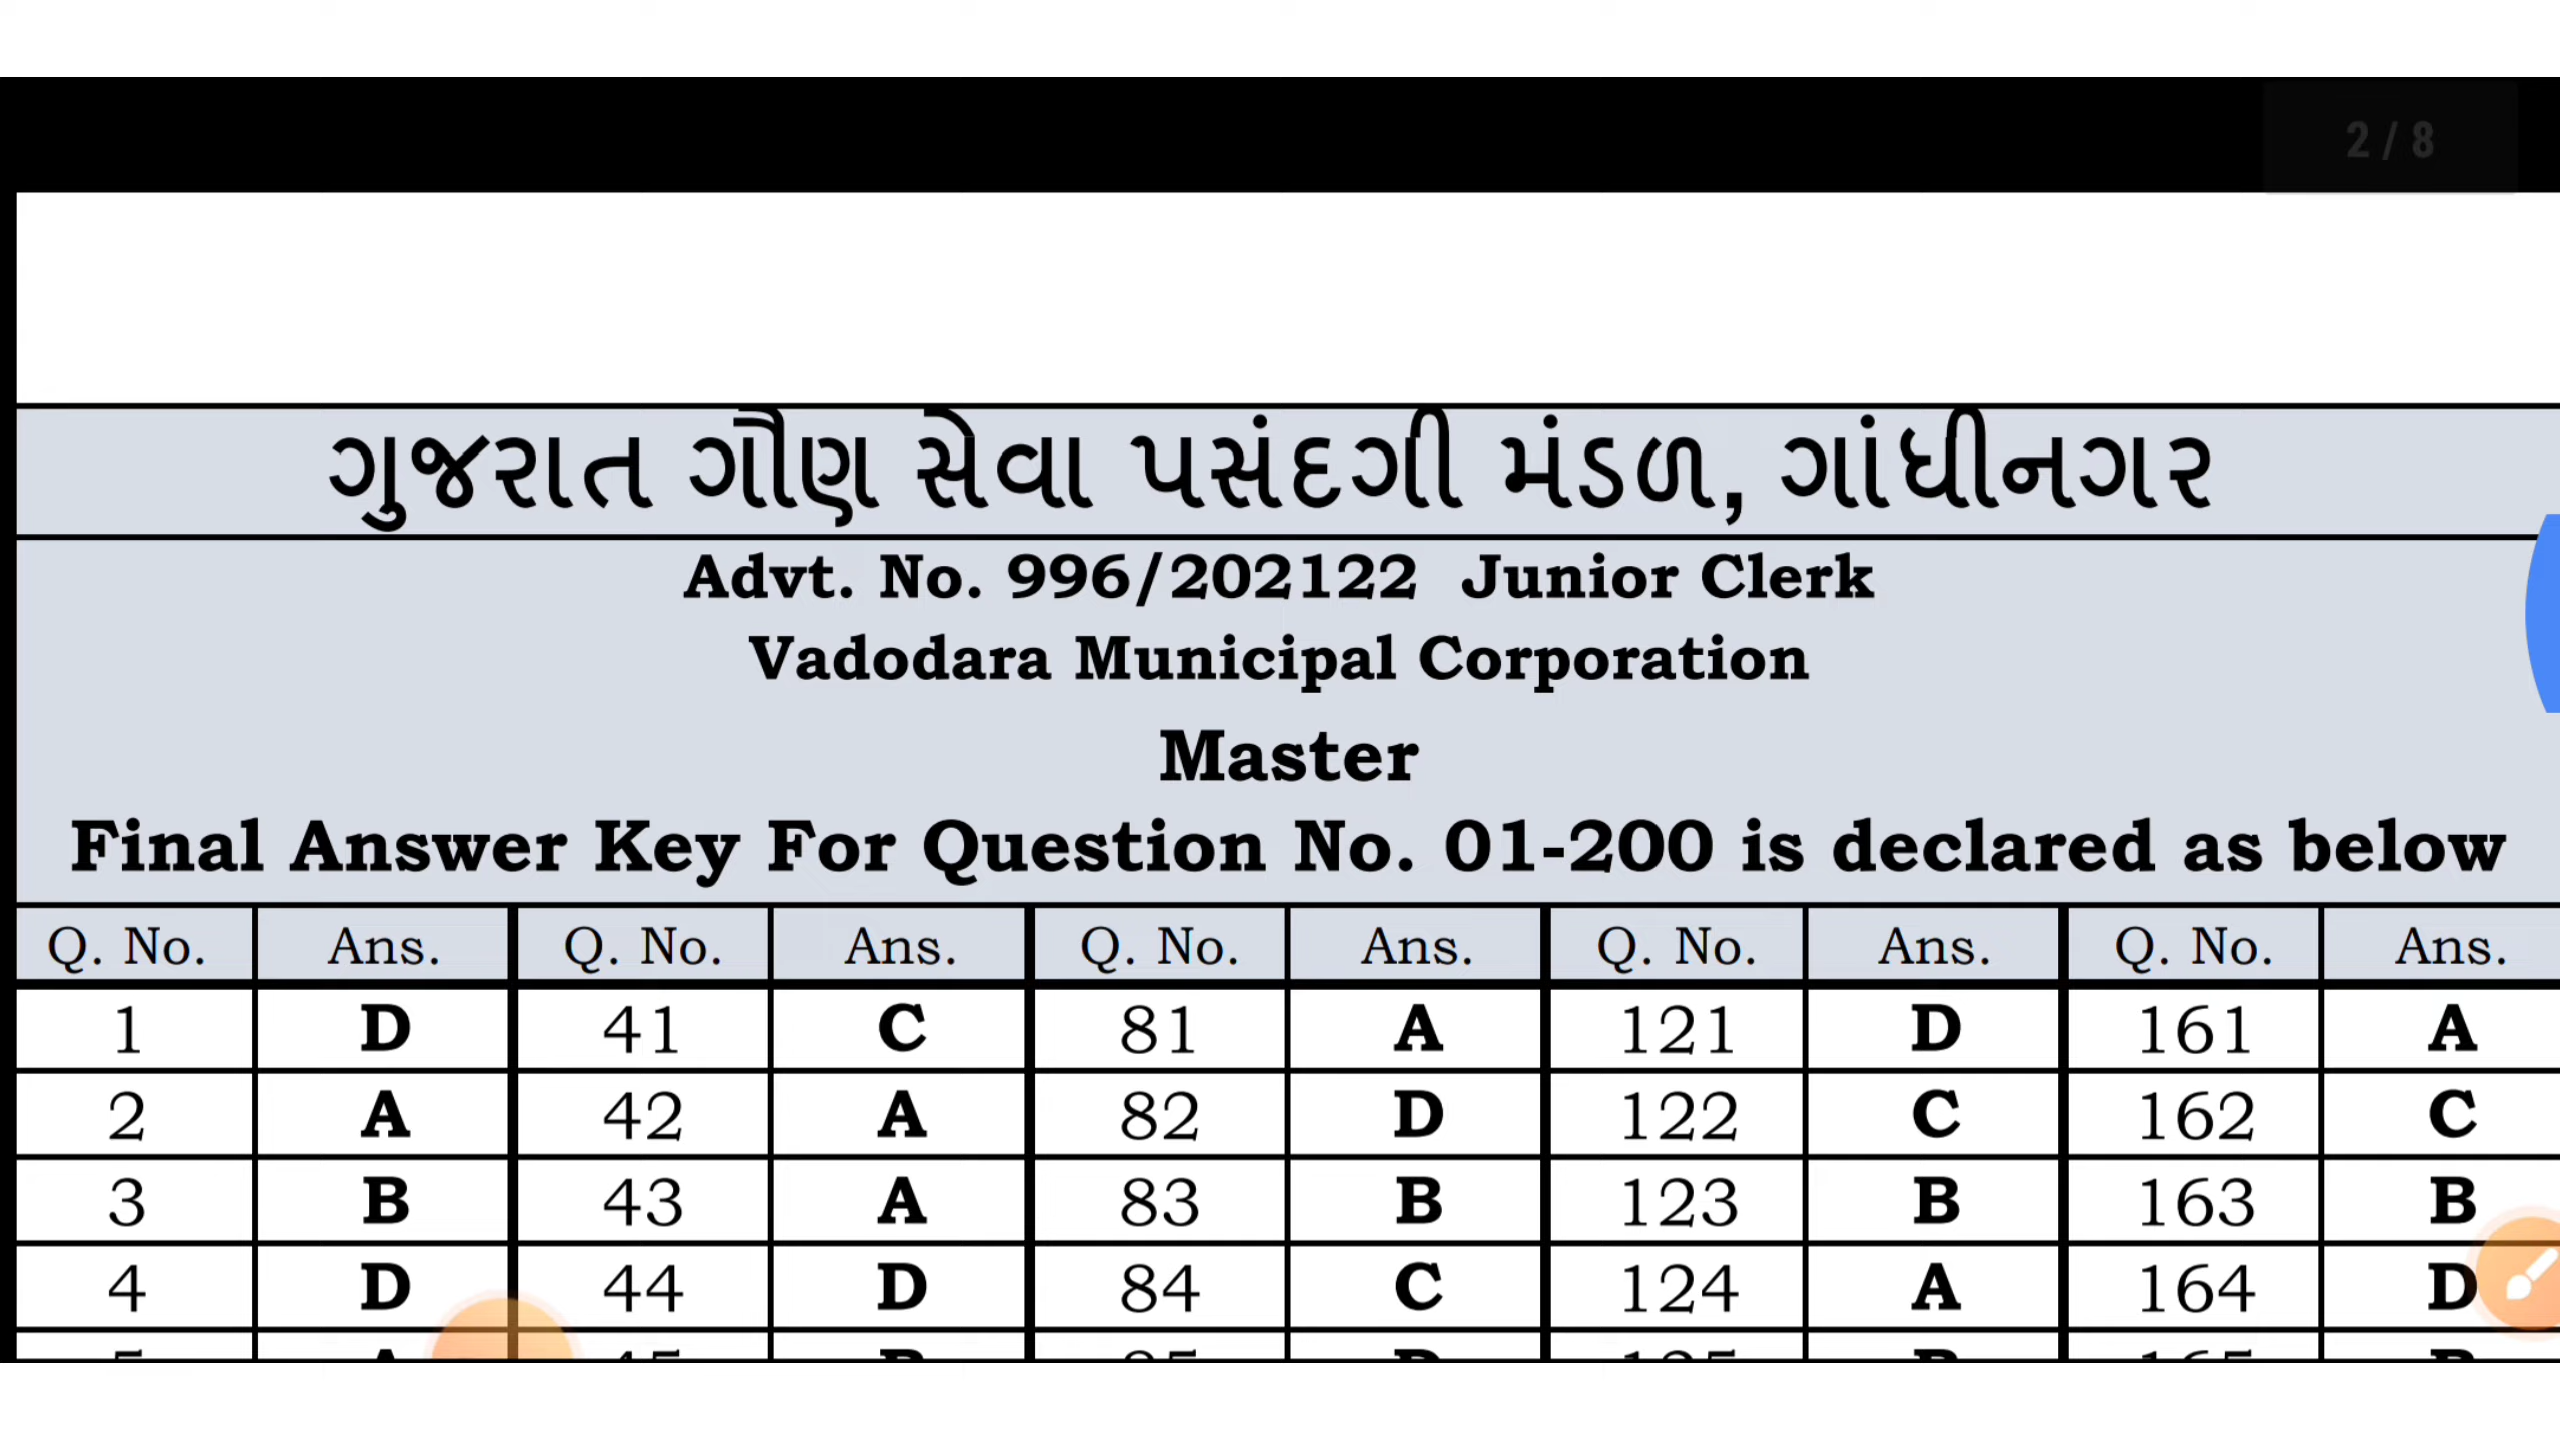 2 / 8
ગુજરાત ગૌણ સેવા પસંદગી મંડળ, ગાંધીનગર
Advt. No. 996/202122 Junior Clerk
Vadodara Municipal Corporation
Master
Final Answer Key For Question No. 01-200 is declared as below
Q. No. Ans. Q. No. Ans. Q. No. Ans. Q. No. Ans. Q. No. Ans.
1 D 41 C 81 A 121 D 161 A
2 A 42 A 82 D 122 C 162 C
3 B 43 A 83 B 123 B 163 B
4 D 44 D 84 C 124 A 164 D